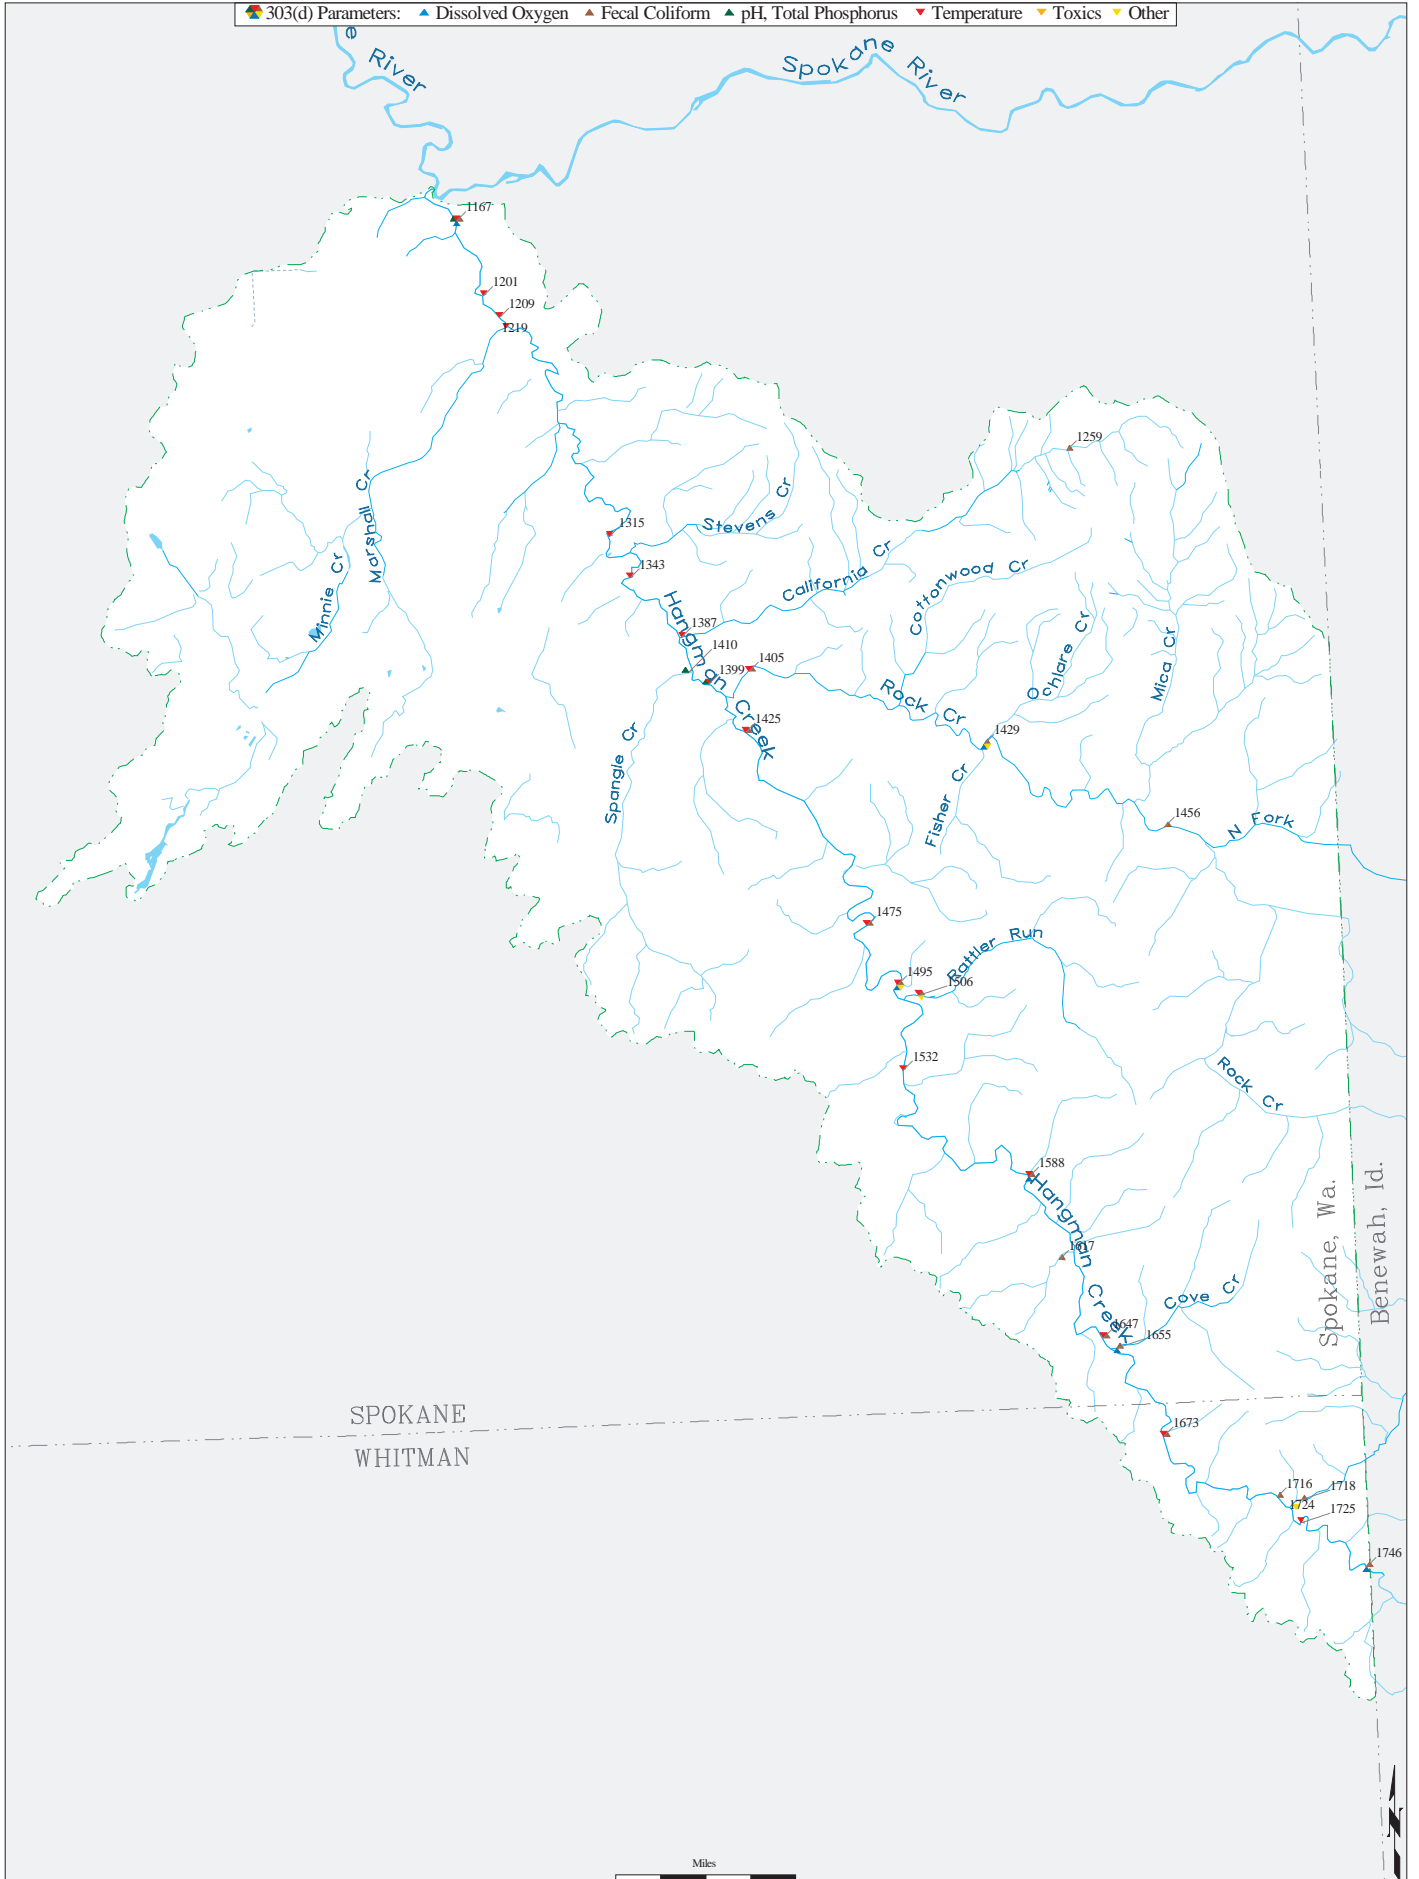 303(d) Parameters: Dissolved Oxygen Fecal Coliform pH, Total Phosphorus Temperature Toxics Other
e River
Spokane River
1167
1201
1209
1219
1259
Stevens Cr
Marshall Cr
1315
Minnie Cr
1343
California Cr
Cottonwood Cr
Hangman Creek
1387
Ochlare Cr
Mica Cr
1410
1405
1399
Rock Cr
1425
1429
Spangle Cr
Fisher Cr
1456
N Fork
1475
Rattler Run
1495
1506
1532
Rock Cr
1588
Hangman Creek
Spokane, Wa.
Benewah, Id.
1617
Cove Cr
1647
1655
SPOKANE
WHITMAN
1673
1716
1718
1724
1725
1746
N
Miles